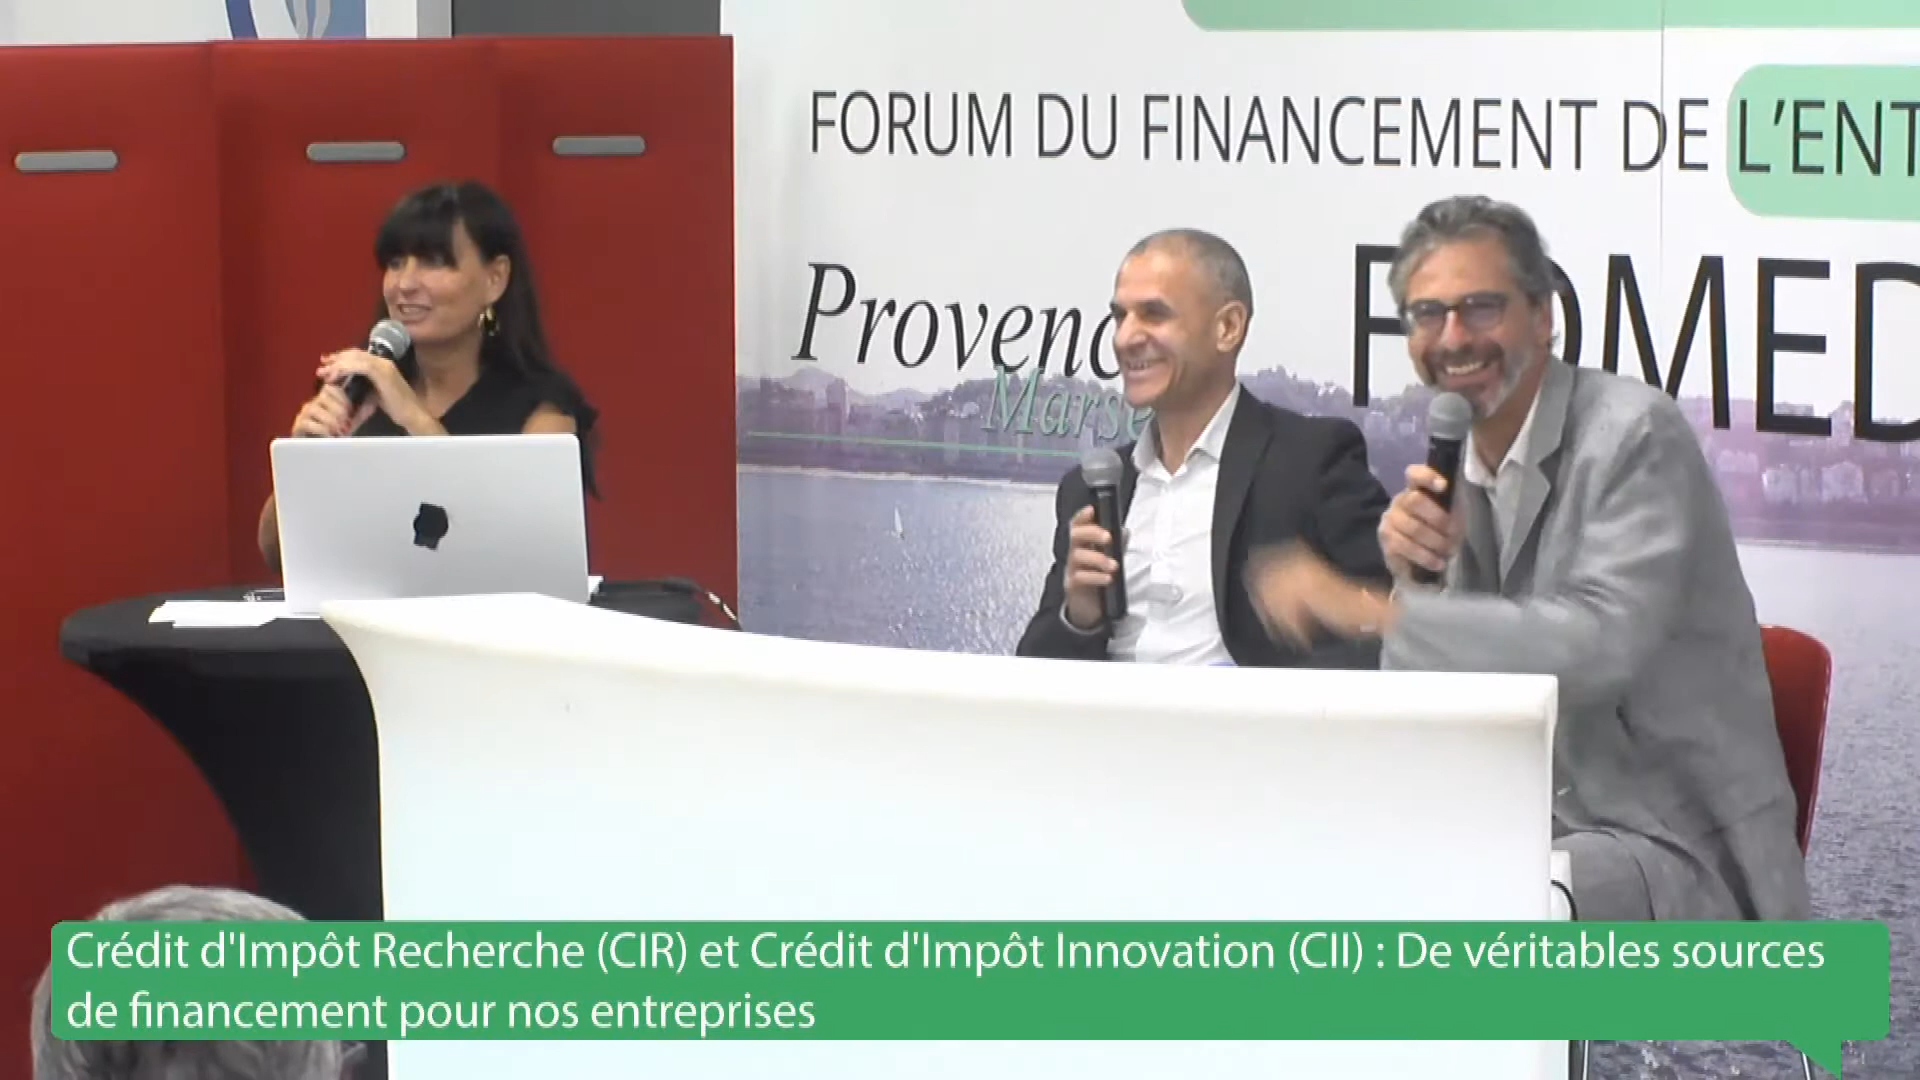 FORUM DU FINANCEMENT DE L'ENT
Provenc
Marse
FOMED
Crédit d'Impôt Recherche (CIR) et Crédit d'Impôt Innovation (CII) : De véritables sources
de financement pour nos entreprises